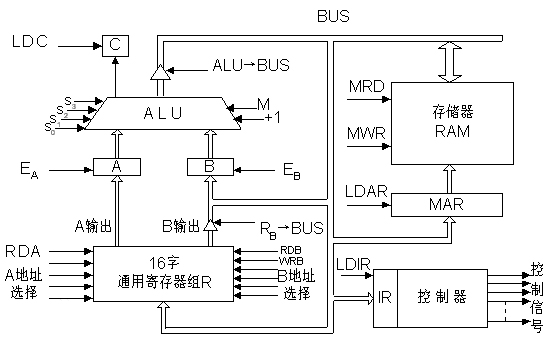 BUS
LDC
C
ALU→BUS
MRD
存储器
RAM
MWR
S3
S2
S1
S0
ALU
M
+1
EA
A
B
EB
LDAR
MAR
A输出
B输出
RB→BUS
RDA
A地址
选择
16字
通用寄存器组R
RDB
WRB
B地址
选择
LDIR
IR
控制器
控制信号